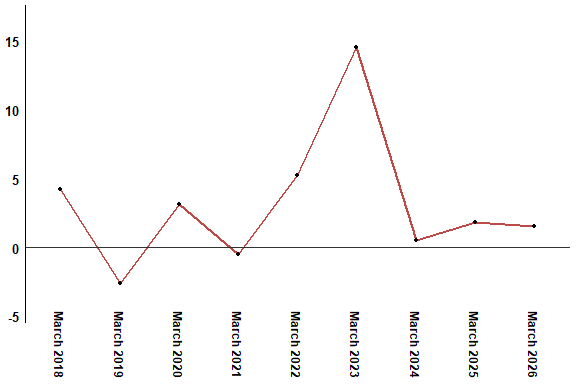 15
10
5
0
-5
March 2018
March 2019
March 2020
March 2021
March 2022
March 2023
March 2024
March 2025
March 2026